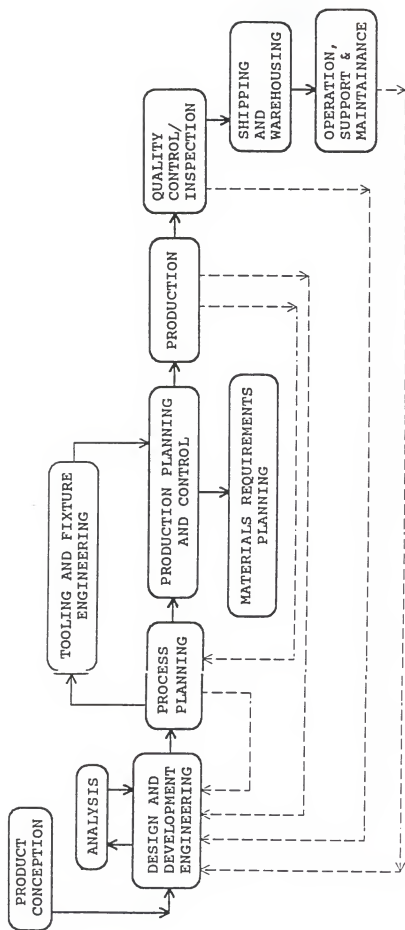 PRODUCT
CONCEPTION
ANALYSIS
DESIGN AND
DEVELOPMENT
ENGINEERING
TOOLING AND FIXTURE
ENGINEERING
PROCESS
PLANNING
PRODUCTION PLANNING
AND CONTROL
MATERIALS REQUIREMENTS
PLANNING
PRODUCTION
QUALITY
CONTROL/
INSPECTION
SHIPPING
AND
WAREHOUSING
OPERATION,
SUPPORT &
MAINTAINANCE